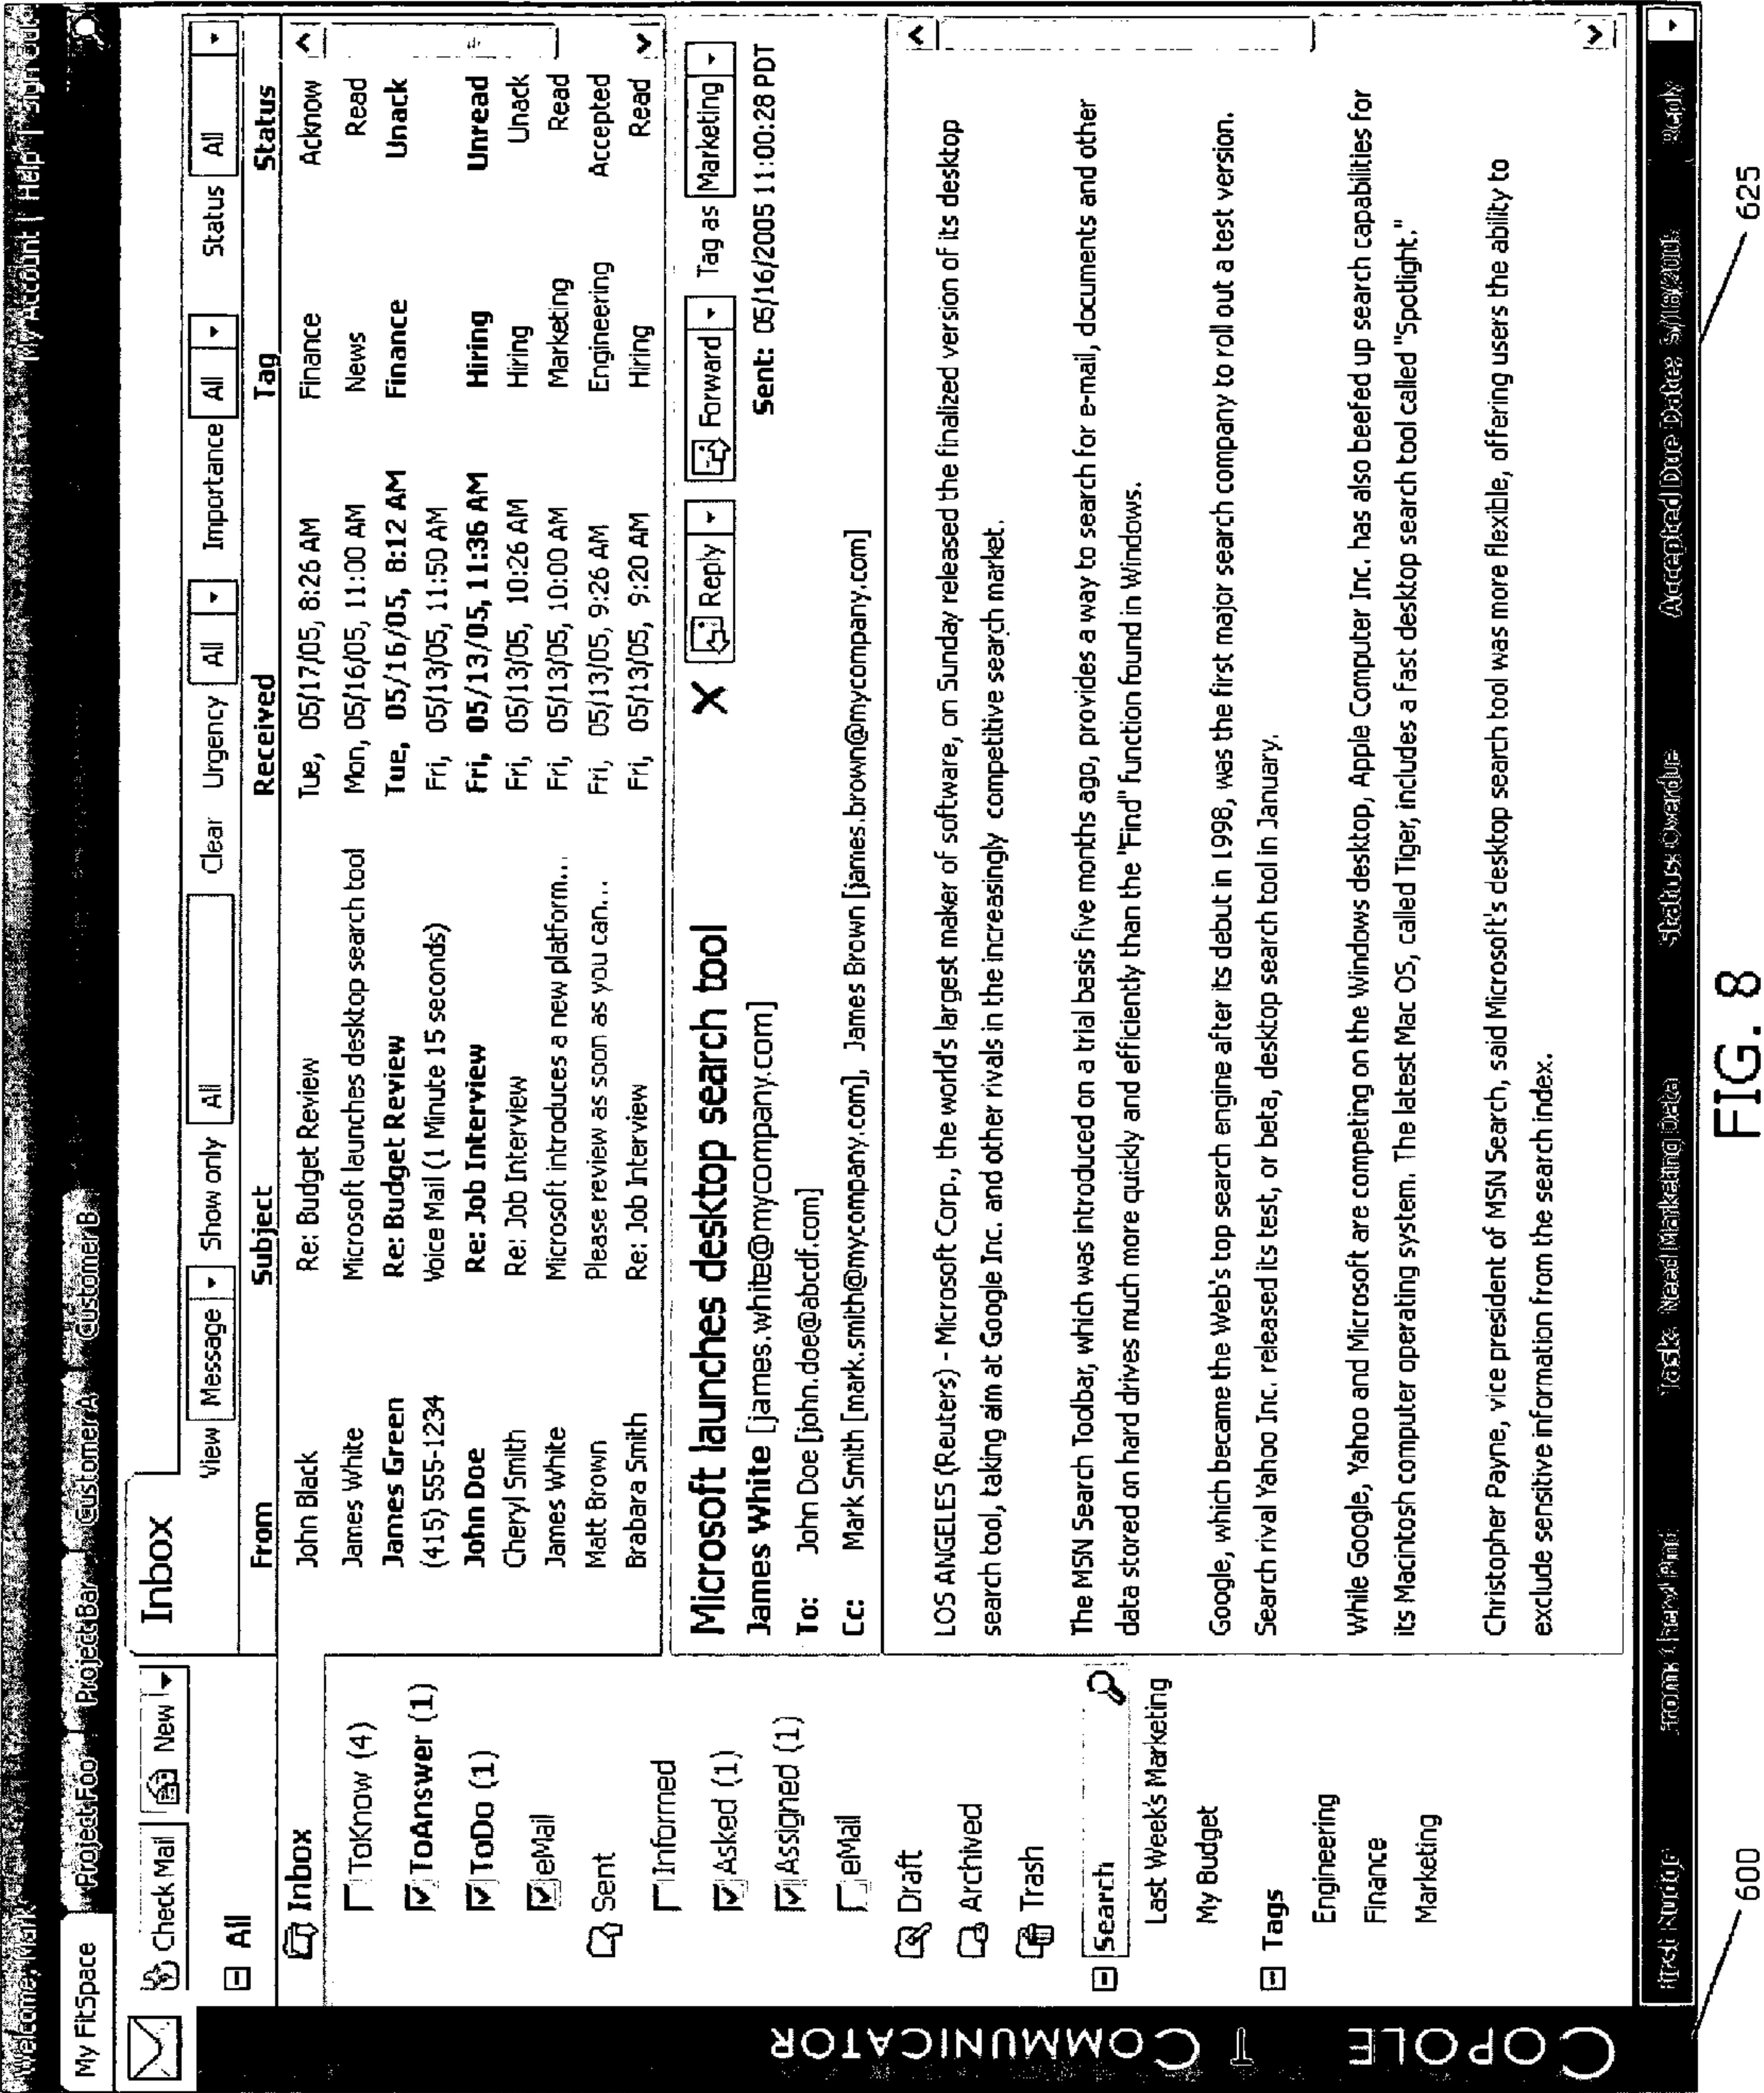 Welcome, Mark
My Account | Help | Sign Out
My FitSpace Project Foo Project Bar Customer A Customer B
Check Mail New
Inbox
View Message Show only All Clear Urgency All Importance All Status All
All
From Subject Received Tag Status
Inbox
ToKnow (4)
ToAnswer (1)
ToDo (1)
eMail
Sent
Informed
Asked (1)
Assigned (1)
eMail
Draft
Archived
Trash
Search
Last Week's Marketing
My Budget
Tags
Engineering
Finance
Marketing
John Black Re: Budget Review Tue, 05/17/05, 8:26 AM Finance Acknow
James White Microsoft launches desktop search tool Mon, 05/16/05, 11:00 AM News Read
James Green Re: Budget Review Tue, 05/16/05, 8:12 AM Finance Unack
(415) 555-1234 Voice Mail (1 Minute 15 seconds) Fri, 05/13/05, 11:50 AM
John Doe Re: Job Interview Fri, 05/13/05, 11:36 AM Hiring Unread
Cheryl Smith Re: Job Interview Fri, 05/13/05, 10:26 AM Hiring Unack
James White Microsoft introduces a new platform... Fri, 05/13/05, 10:00 AM Marketing Read
Matt Brown Please review as soon as you can... Fri, 05/13/05, 9:26 AM Engineering Accepted
Brabara Smith Re: Job Interview Fri, 05/13/05, 9:20 AM Hiring Read
Microsoft launches desktop search tool X Reply Forward Tag as Marketing
James White [james.white@mycompany.com] Sent: 05/16/2005 11:00:28 PDT
To: John Doe [john.doe@abcdf.com]
Cc: Mark Smith [mark.smith@mycompany.com], James Brown [james.brown@mycompany.com]
LOS ANGELES (Reuters) - Microsoft Corp., the world's largest maker of software, on Sunday released the finalized version of its desktop
search tool, taking aim at Google Inc. and other rivals in the increasingly competitive search market.
The MSN Search Toolbar, which was introduced on a trial basis five months ago, provides a way to search for e-mail, documents and other
data stored on hard drives much more quickly and efficiently than the "Find" function found in Windows.
Google, which became the Web's top search engine after its debut in 1998, was the first major search company to roll out a test version.
Search rival Yahoo Inc. released its test, or beta, desktop search tool in January.
While Google, Yahoo and Microsoft are competing on the Windows desktop, Apple Computer Inc. has also beefed up search capabilities for
its Macintosh computer operating system. The latest Mac OS, called Tiger, includes a fast desktop search tool called "Spotlight."
Christopher Payne, vice president of MSN Search, said Microsoft's desktop search tool was more flexible, offering users the ability to
exclude sensitive information from the search index.
COPOLE COMMUNICATOR
First Nudge From: Task: Need Marketing Data Status: Overdue Accepted Due Date: Reply
600
625
FIG. 8